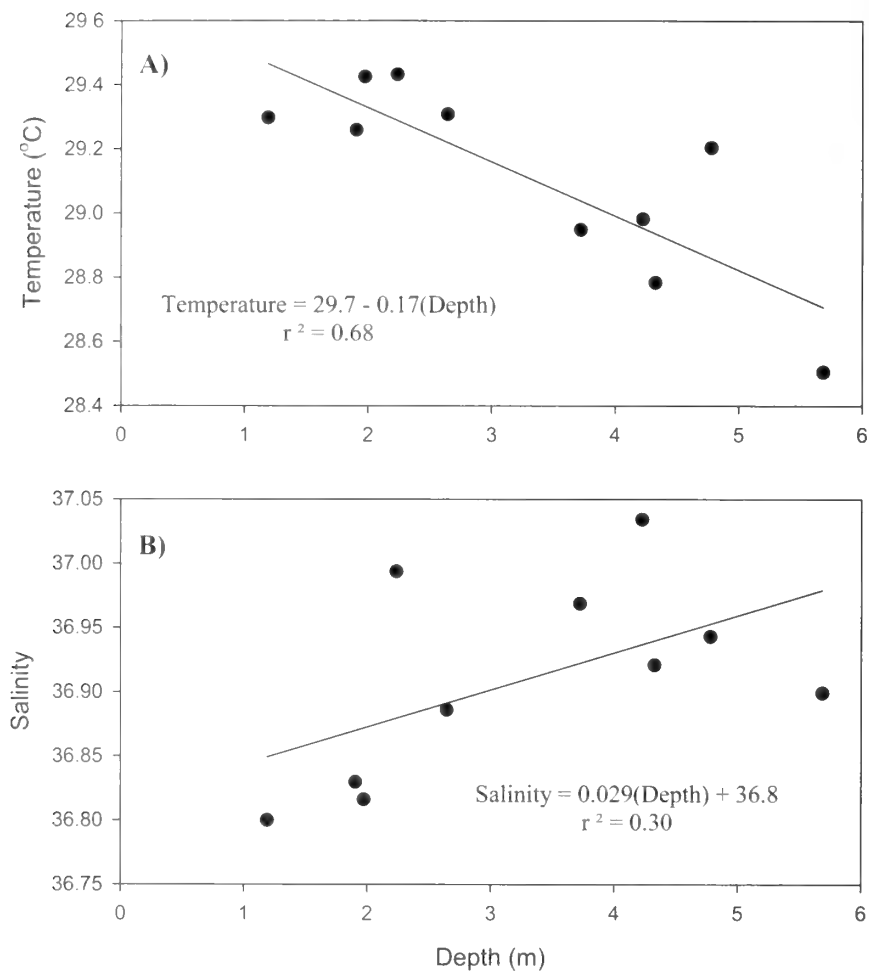 29.6
A)
29.4
29.2
29.0
28.8
28.6
28.4
Temperature (°C)
Temperature = 29.7 - 0.17(Depth)
r ² = 0.68
0 1 2 3 4 5 6
37.05
B)
37.00
36.95
36.90
36.85
36.80
36.75
Salinity
Salinity = 0.029(Depth) + 36.8
r ² = 0.30
0 1 2 3 4 5 6
Depth (m)